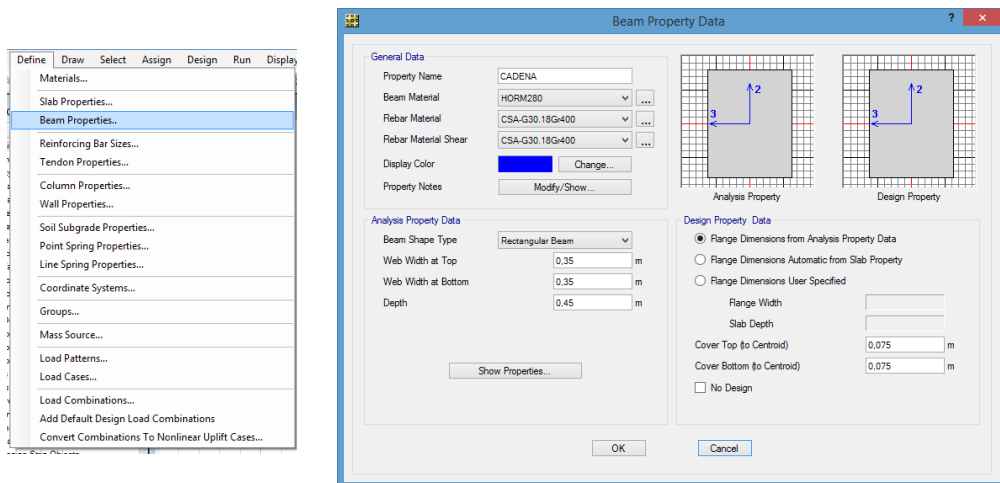 Define Draw Select Assign Design Run Display
Materials...
Slab Properties...
Beam Properties..
Reinforcing Bar Sizes...
Tendon Properties...
Column Properties...
Wall Properties...
Soil Subgrade Properties...
Point Spring Properties...
Line Spring Properties...
Coordinate Systems...
Groups...
Mass Source...
Load Patterns...
Load Cases...
Load Combinations...
Add Default Design Load Combinations
Convert Combinations To Nonlinear Uplift Cases...
Beam Property Data
? ×
General Data
Property Name CADENA
Beam Material HORM280 ...
Rebar Material CSA-G30.18Gr400 ...
Rebar Material Shear CSA-G30.18Gr400 ...
Display Color Change...
Property Notes Modify/Show...
2
3
Analysis Property
2
3
Design Property
Analysis Property Data
Beam Shape Type Rectangular Beam
Web Width at Top 0,35 m
Web Width at Bottom 0,35 m
Depth 0,45 m
Show Properties...
Design Property Data
Flange Dimensions from Analysis Property Data
Flange Dimensions Automatic from Slab Property
Flange Dimensions User Specified
Flange Width
Slab Depth
Cover Top (to Centroid) 0,075 m
Cover Bottom (to Centroid) 0,075 m
No Design
OK Cancel